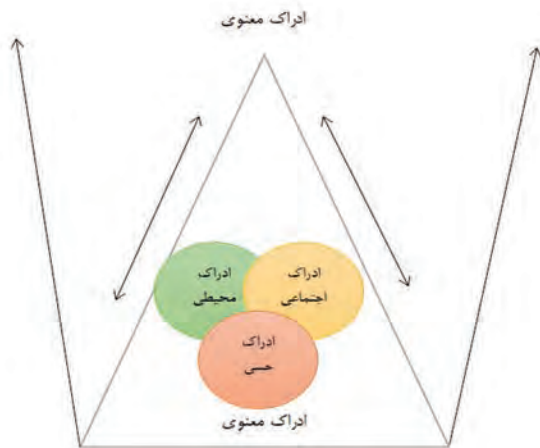 ادراک معنوی
ادراک
اجتماعی
ادراک
محیطی
ادراک
حسی
ادراک معنوی